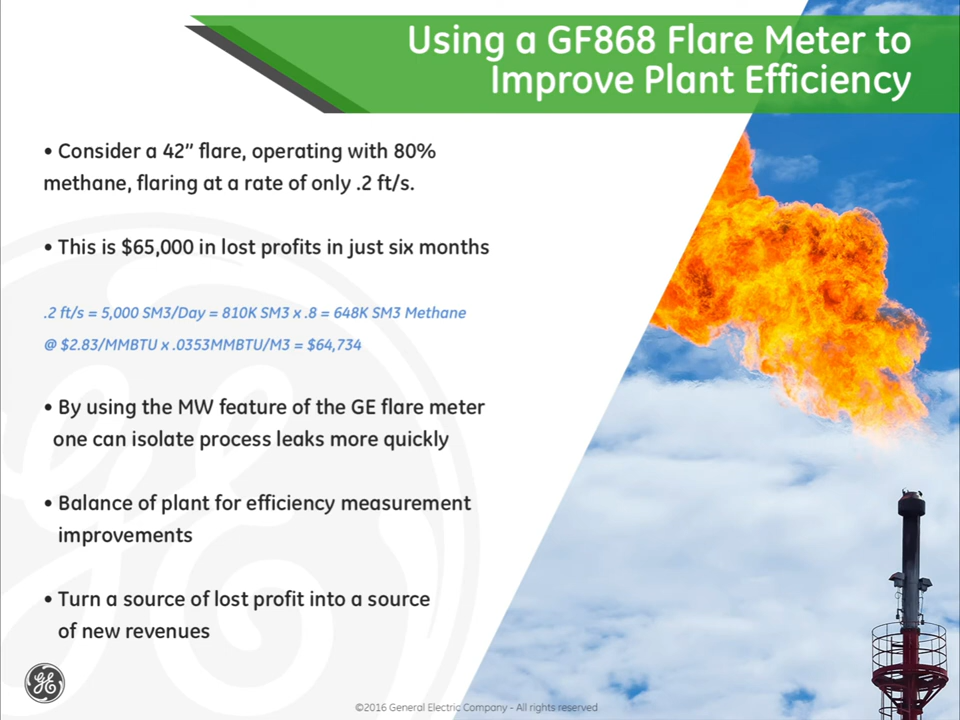 Using a GF868 Flare Meter to
Improve Plant Efficiency
• Consider a 42” flare, operating with 80%
methane, flaring at a rate of only .2 ft/s.
• This is $65,000 in lost profits in just six months
.2 ft/s = 5,000 SM3/Day = 810K SM3 x .8 = 648K SM3 Methane
@ $2.83/MMBTU x .0353MMBTU/M3 = $64,734
• By using the MW feature of the GE flare meter
one can isolate process leaks more quickly
• Balance of plant for efficiency measurement
improvements
• Turn a source of lost profit into a source
of new revenues
GE
©2016 General Electric Company - All rights reserved